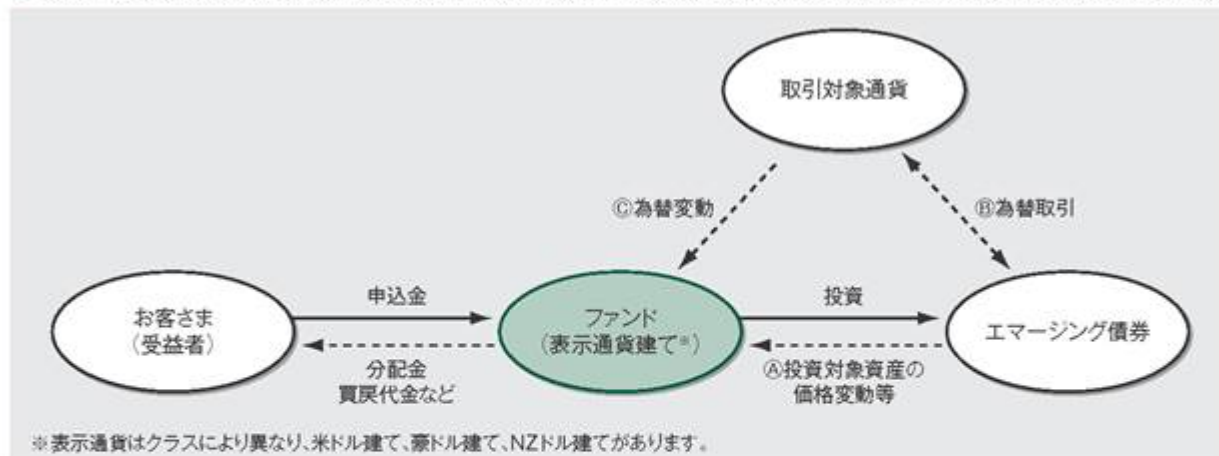 取引対象通貨
Ⓒ為替変動
Ⓑ為替取引
お客さま
（受益者）
申込金
分配金
買戻代金など
ファンド
（表示通貨建て※）
投資
Ⓐ投資対象資産の
価格変動等
エマージング債券
※表示通貨はクラスにより異なり、米ドル建て、豪ドル建て、NZドル建てがあります。